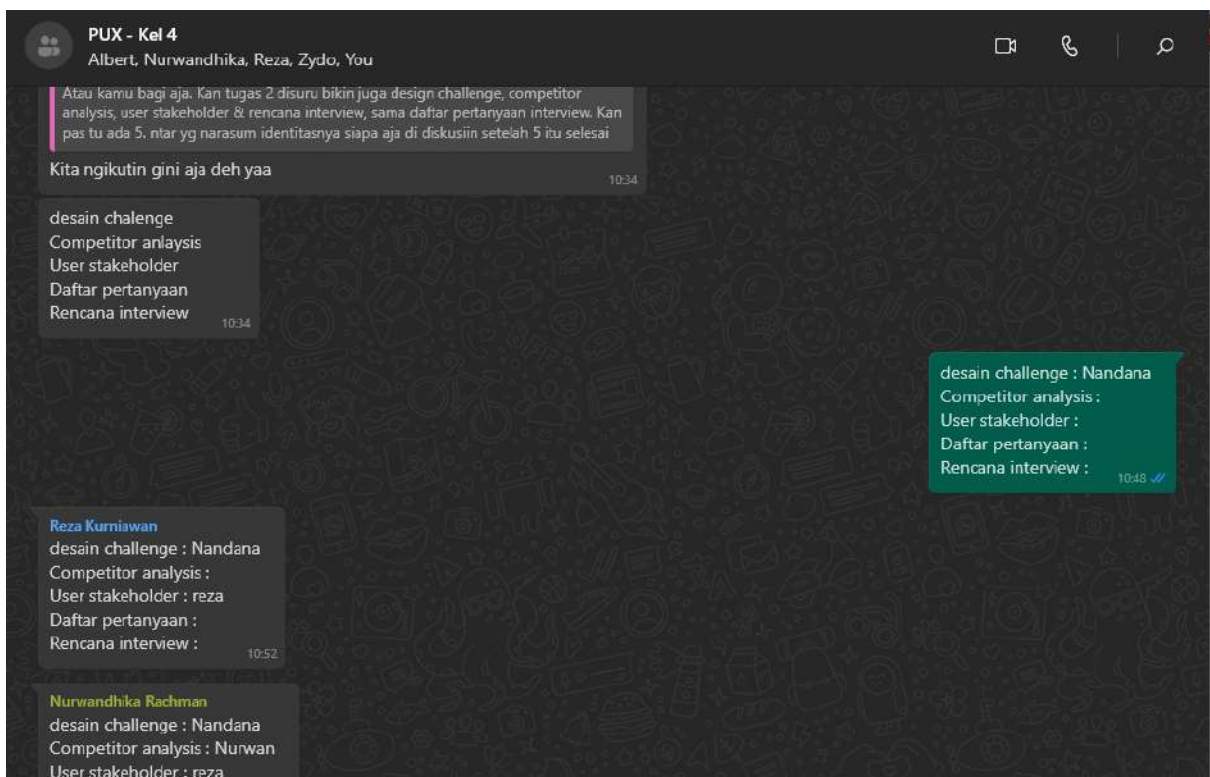 PUX - Kel 4
Albert, Nurwandhika, Reza, Zydo, You
Atau kamu bagi aja. Kan tugas 2 disuru bikin juga design challenge, competitor
analysis, user stakeholder & rencana interview, sama daftar pertanyaan interview. Kan
pas tu ada 5. ntar yg narasum identitasnya siapa aja di diskusiin setelah 5 itu selesai
Kita ngikutin gini aja deh yaa
10:34
desain chalenge
Competitor anlaysis
User stakeholder
Daftar pertanyaan
Rencana interview
10:34
desain challenge : Nandana
Competitor analysis :
User stakeholder :
Daftar pertanyaan :
Rencana interview :
10:48
Reza Kurniawan
desain challenge : Nandana
Competitor analysis :
User stakeholder : reza
Daftar pertanyaan :
Rencana interview :
10:52
Nurwandhika Rachman
desain challenge : Nandana
Competitor analysis : Nurwan
User stakeholder : reza